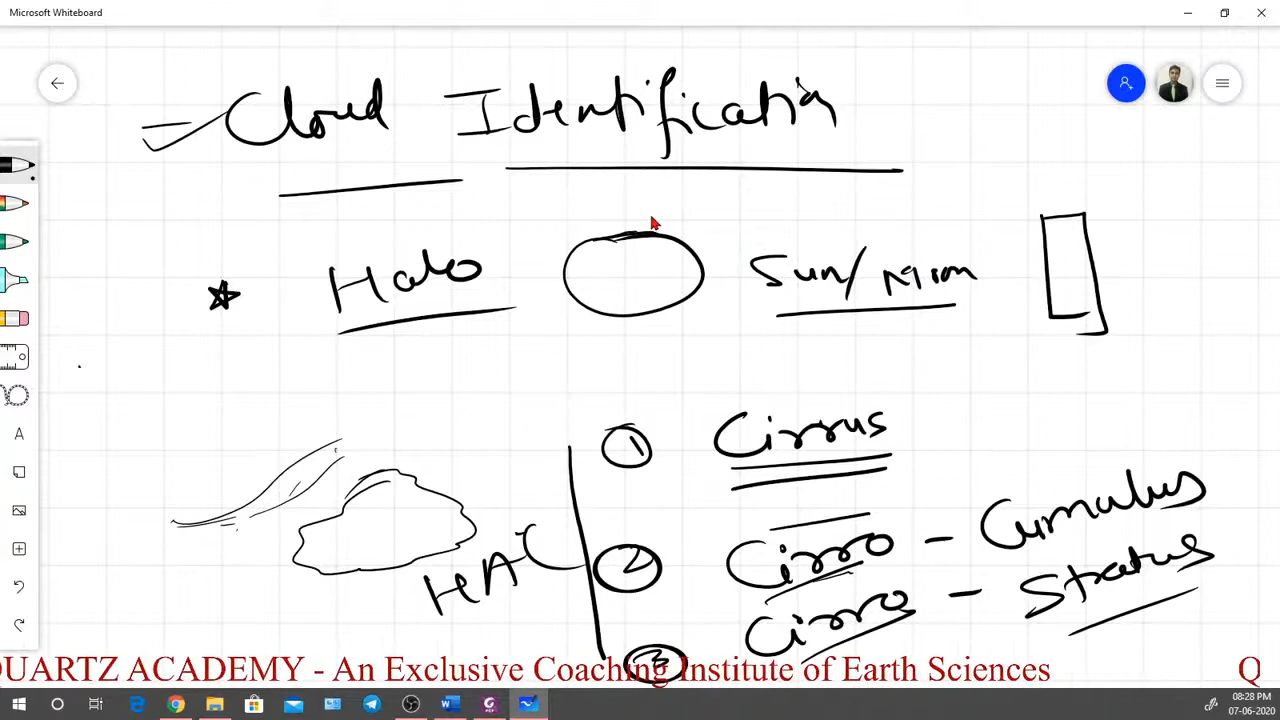 Microsoft Whiteboard
Cloud Identification
Halo Sun/Moon
1 Cirrus
HAC
2 Cirro - Cumulus
3 Cirro - Stratus
A
QUARTZ ACADEMY - An Exclusive Coaching Institute of Earth Sciences Q
08:28 PM
07-06-2020